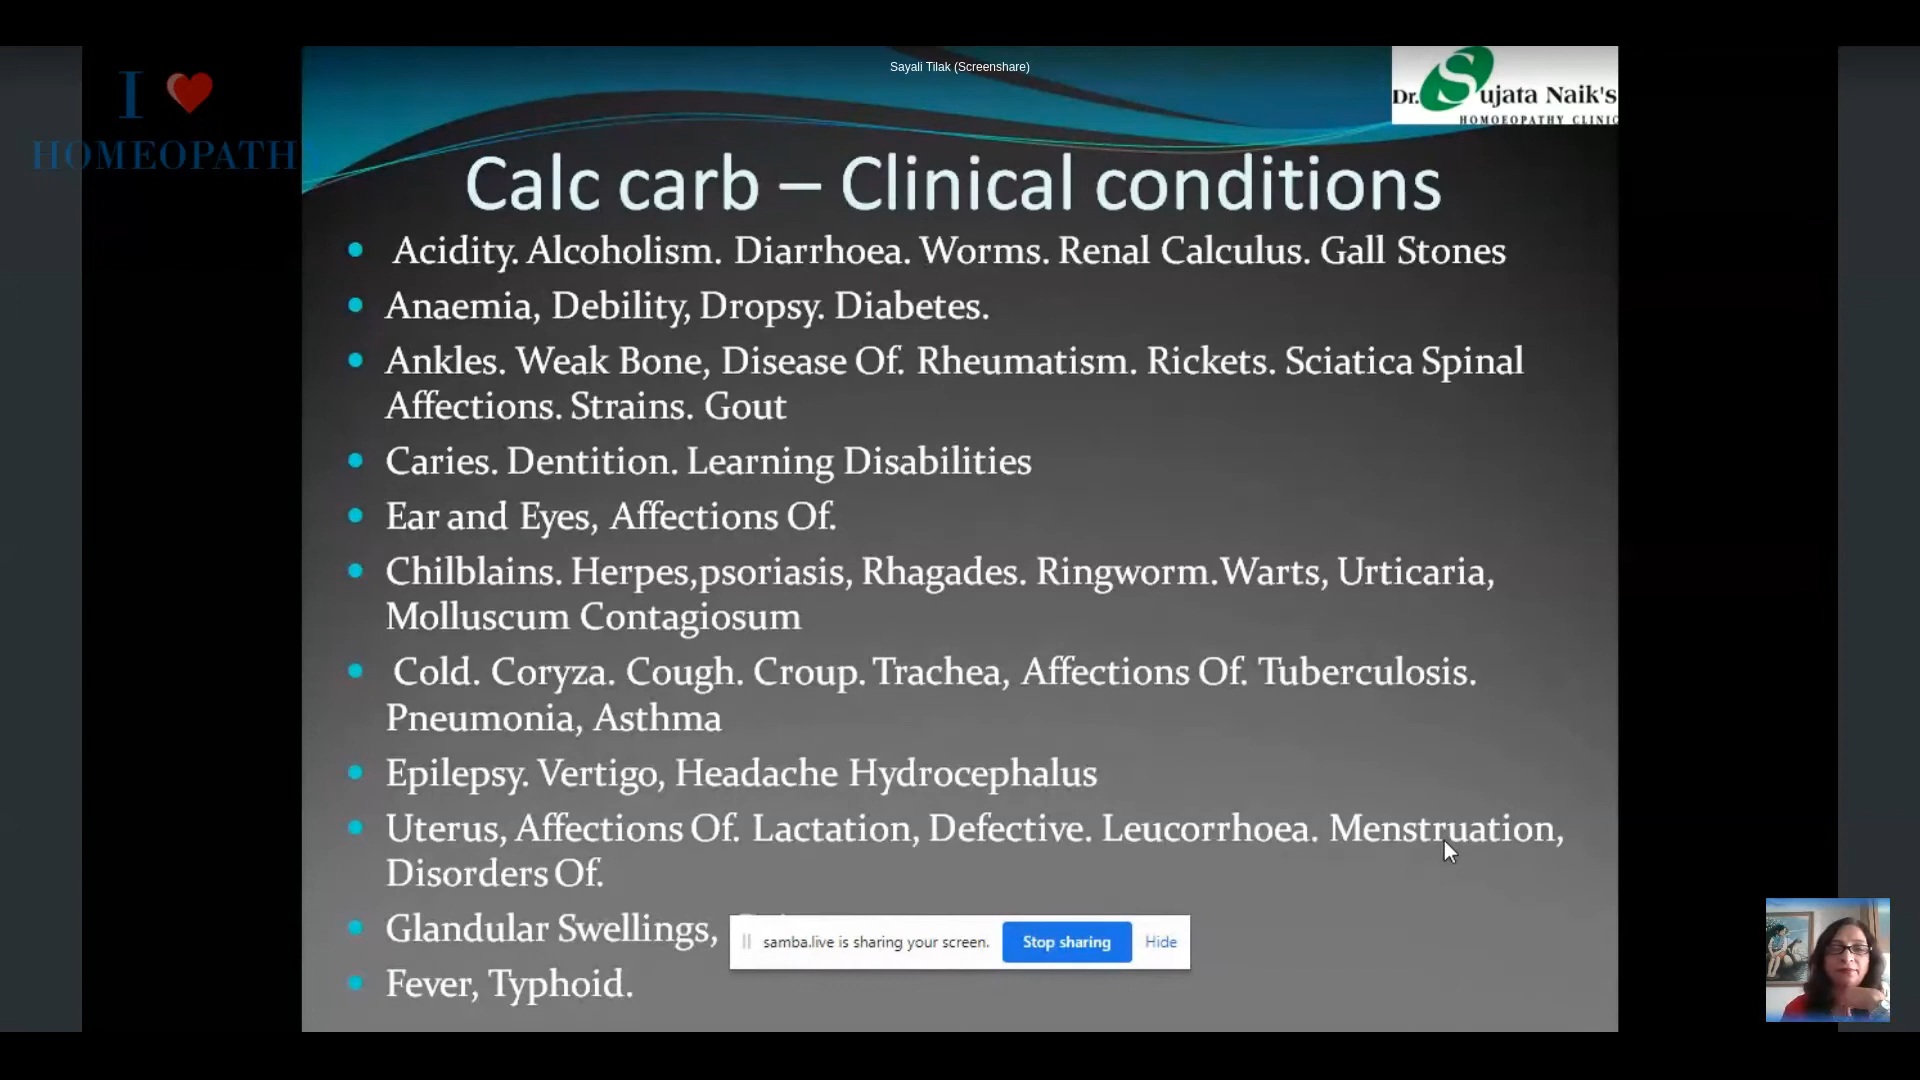 Sayali Tilak (Screenshare)
I
HOMEOPATH
Dr. Sujata Naik's
HOMOEOPATHY CLINIC
Calc carb – Clinical conditions
Acidity. Alcoholism. Diarrhoea. Worms. Renal Calculus. Gall Stones
Anaemia, Debility, Dropsy. Diabetes.
Ankles. Weak Bone, Disease Of. Rheumatism. Rickets. Sciatica Spinal
Affections. Strains. Gout
Caries. Dentition. Learning Disabilities
Ear and Eyes, Affections Of.
Chilblains. Herpes,psoriasis, Rhagades. Ringworm.Warts, Urticaria,
Molluscum Contagiosum
Cold. Coryza. Cough. Croup. Trachea, Affections Of. Tuberculosis.
Pneumonia, Asthma
Epilepsy. Vertigo, Headache Hydrocephalus
Uterus, Affections Of. Lactation, Defective. Leucorrhoea. Menstruation,
Disorders Of.
Glandular Swellings,
samba.live is sharing your screen. Stop sharing Hide
Fever, Typhoid.